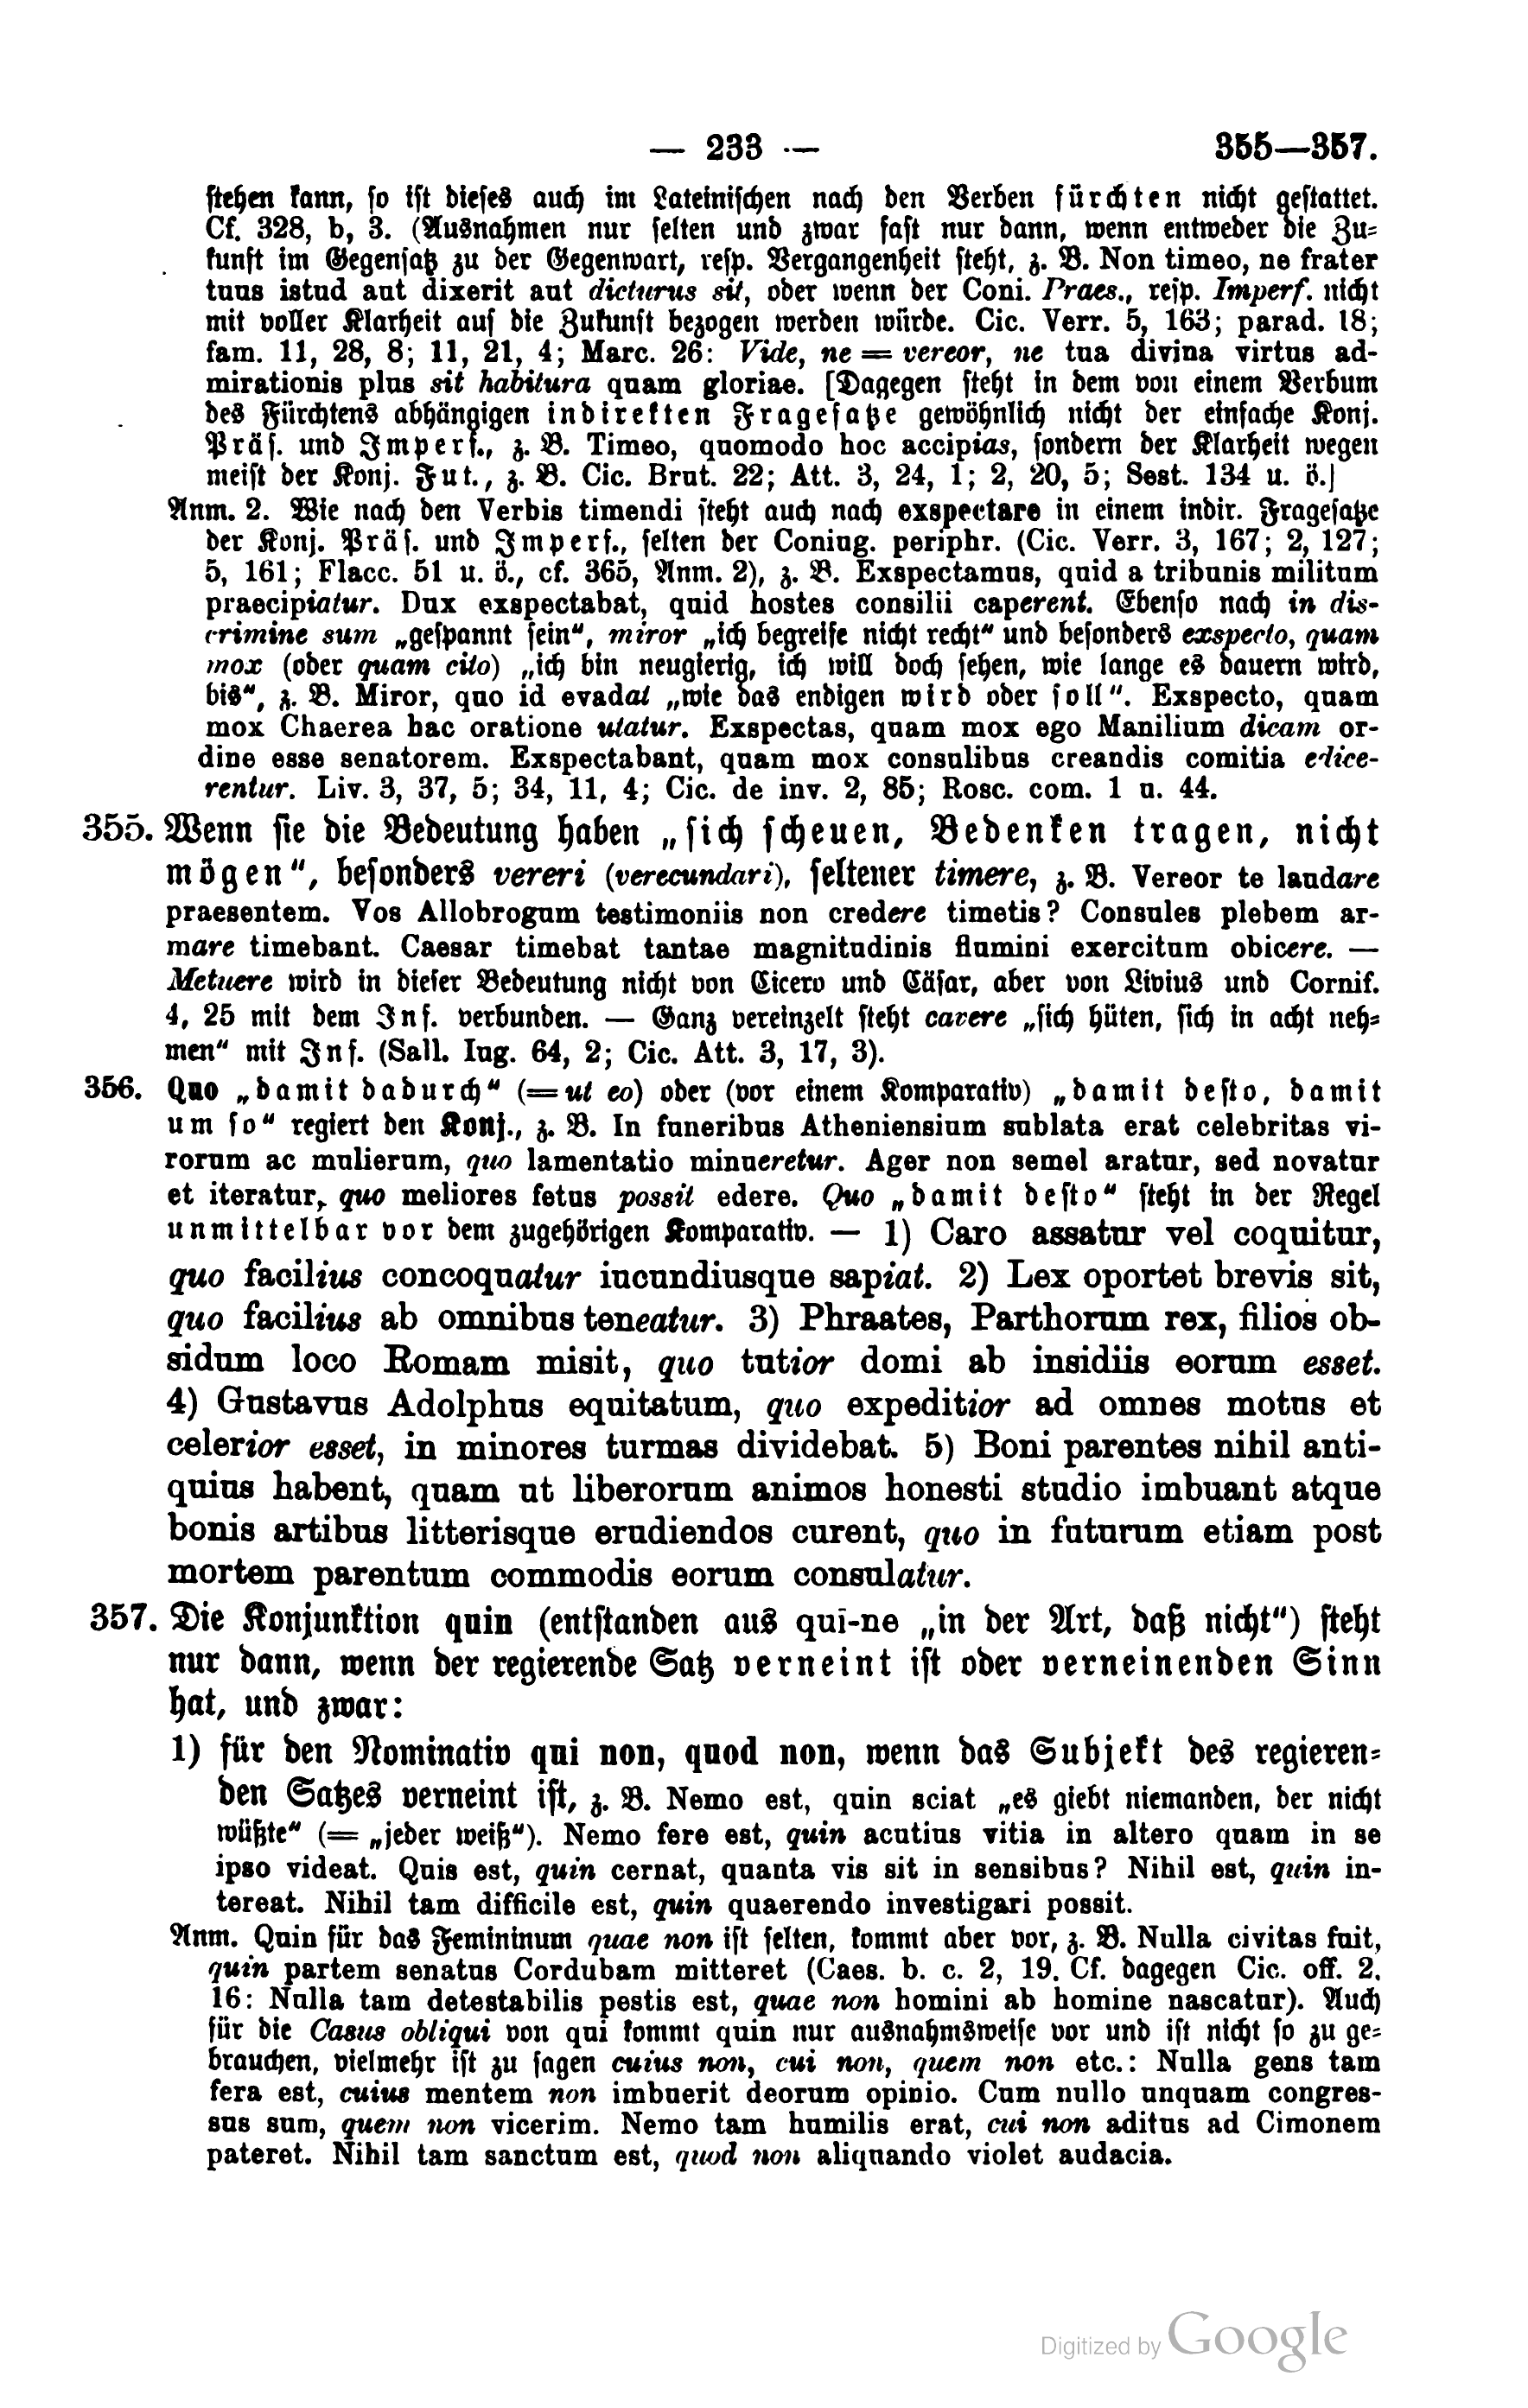 — 233 — 355—357.
stehen kann, so ist dieses auch im Lateinischen nach den Verben fürchten nicht gestattet.
Cf. 328, b, 3. (Ausnahmen nur selten und zwar fast nur dann, wenn entweder die Zu-
kunft im Gegensatz zu der Gegenwart, resp. Vergangenheit steht, z. B. Non timeo, ne frater
tuus istud aut dixerit aut dicturus sit, oder wenn der Coni. Praes., resp. Imperf. nicht
mit voller Klarheit auf die Zukunft bezogen werden würde. Cic. Verr. 5, 163; parad. 18;
fam. 11, 28, 8; 11, 21, 4; Marc. 26: Vide, ne = vereor, ne tua divina virtus ad-
mirationis plus sit habitura quam gloriae. [Dagegen steht in dem von einem Verbum
des Fürchtens abhängigen indirekten Fragesatze gewöhnlich nicht der einfache Konj.
Präs. und Imperf., z. B. Timeo, quomodo hoc accipias, sondern der Klarheit wegen
meist der Konj. Fut., z. B. Cic. Brut. 22; Att. 3, 24, 1; 2, 20, 5; Sest. 134 u. ö.]
Anm. 2. Wie nach den Verbis timendi steht auch nach exspectare in einem indir. Fragesatze
der Konj. Präs. und Imperf., selten der Coniug. periphr. (Cic. Verr. 3, 167; 2, 127;
5, 161; Flacc. 51 u. ö., cf. 365, Anm. 2), z. B. Exspectamus, quid a tribunis militum
praecipiatur. Dux exspectabat, quid hostes consilii caperent. Ebenso nach in dis-
crimine sum „gespannt sein“, miror „ich begreife nicht recht“ und besonders exspecto, quam
mox (oder quam cito) „ich bin neugierig, ich will doch sehen, wie lange es dauern wird,
bis“, z. B. Miror, quo id evadat „wie das endigen wird oder soll“. Exspecto, quam
mox Chaerea hac oratione utatur. Exspectas, quam mox ego Manilium dicam or-
dine esse senatorem. Exspectabant, quam mox consulibus creandis comitia edice-
rentur. Liv. 3, 37, 5; 34, 11, 4; Cic. de inv. 2, 85; Rosc. com. 1 u. 44.
355. Wenn sie die Bedeutung haben „sich scheuen, Bedenken tragen, nicht
mögen“, besonders vereri (verecundari), seltener timere, z. B. Vereor te laudare
praesentem. Vos Allobrogum testimoniis non credere timetis? Consules plebem ar-
mare timebant. Caesar timebat tantae magnitudinis flumini exercitum obicere. —
Metuere wird in dieser Bedeutung nicht von Cicero und Cäsar, aber von Livius und Cornif.
4, 25 mit dem Inf. verbunden. — Ganz vereinzelt steht cavere „sich hüten, sich in acht neh-
men“ mit Inf. (Sall. Iug. 64, 2; Cic. Att. 3, 17, 3).
356. Quo „damit dadurch“ (= ut eo) oder (vor einem Komparativ) „damit desto, damit
um so“ regiert den Konj., z. B. In funeribus Atheniensium sublata erat celebritas vi-
rorum ac mulierum, quo lamentatio minueretur. Ager non semel aratur, sed novatur
et iteratur, quo meliores fetus possit edere. Quo „damit desto“ steht in der Regel
unmittelbar vor dem zugehörigen Komparativ. — 1) Caro assatur vel coquitur,
quo facilius concoquatur iucundiusque sapiat. 2) Lex oportet brevis sit,
quo facilius ab omnibus teneatur. 3) Phraates, Parthorum rex, filios ob-
sidum loco Romam misit, quo tutior domi ab insidiis eorum esset.
4) Gustavus Adolphus equitatum, quo expeditior ad omnes motus et
celerior esset, in minores turmas dividebat. 5) Boni parentes nihil anti-
quius habent, quam ut liberorum animos honesti studio imbuant atque
bonis artibus litterisque erudiendos curent, quo in futurum etiam post
mortem parentum commodis eorum consulatur.
357. Die Konjunktion quin (entstanden aus quī-ne „in der Art, daß nicht“) steht
nur dann, wenn der regierende Satz verneint ist oder verneinenden Sinn
hat, und zwar:
1) für den Nominativ qui non, quod non, wenn das Subjekt des regieren-
den Satzes verneint ist, z. B. Nemo est, quin sciat „es giebt niemanden, der nicht
wüßte“ (= „jeder weiß“). Nemo fere est, quin acutius vitia in altero quam in se
ipso videat. Quis est, quin cernat, quanta vis sit in sensibus? Nihil est, quin in-
tereat. Nihil tam difficile est, quin quaerendo investigari possit.
Anm. Quin für das Femininum quae non ist selten, kommt aber vor, z. B. Nulla civitas fuit,
quin partem senatus Cordubam mitteret (Caes. b. c. 2, 19. Cf. dagegen Cic. off. 2,
16: Nulla tam detestabilis pestis est, quae non homini ab homine nascatur). Auch
für die Casus obliqui von qui kommt quin nur ausnahmsweise vor und ist nicht so zu ge-
brauchen, vielmehr ist zu sagen cuius non, cui non, quem non etc.: Nulla gens tam
fera est, cuius mentem non imbuerit deorum opinio. Cum nullo unquam congres-
sus sum, quem non vicerim. Nemo tam humilis erat, cui non aditus ad Cimonem
pateret. Nihil tam sanctum est, quod non aliquando violet audacia.
Digitized by Google